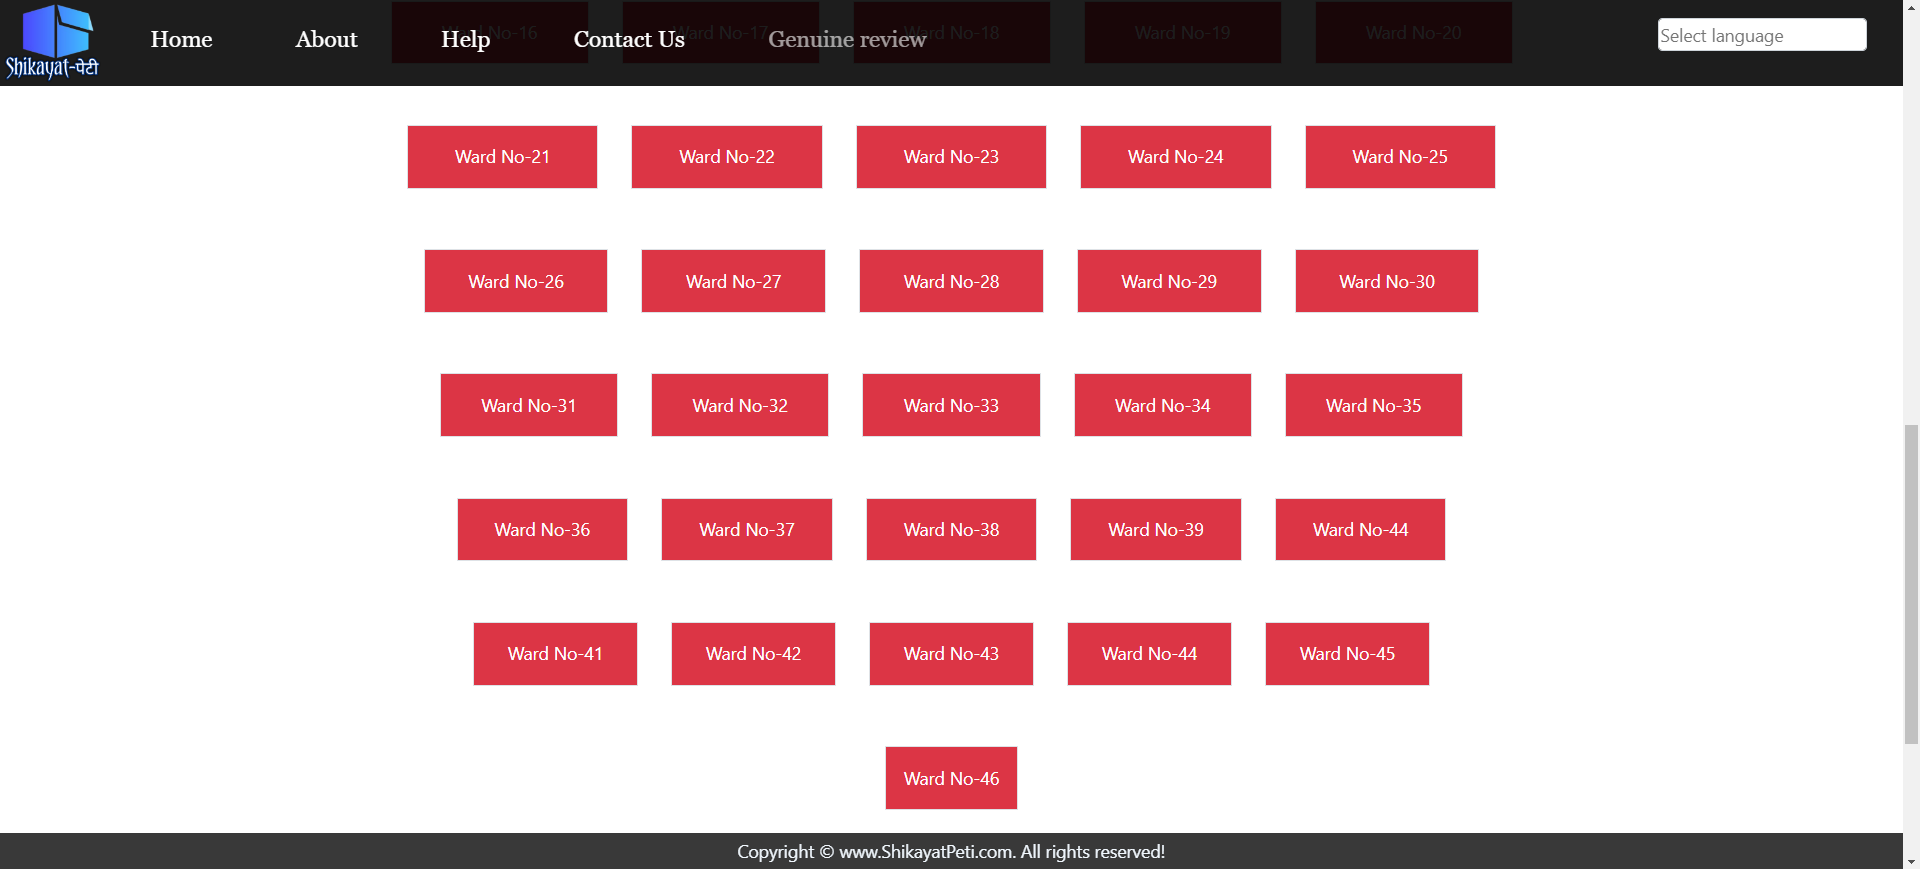 Shikayat-पेटी
Home About Help Contact Us Genuine review Select language
No-16 Ward No-17 Ward No-18 Ward No-19 Ward No-20
Ward No-21 Ward No-22 Ward No-23 Ward No-24 Ward No-25
Ward No-26 Ward No-27 Ward No-28 Ward No-29 Ward No-30
Ward No-31 Ward No-32 Ward No-33 Ward No-34 Ward No-35
Ward No-36 Ward No-37 Ward No-38 Ward No-39 Ward No-44
Ward No-41 Ward No-42 Ward No-43 Ward No-44 Ward No-45
Ward No-46
Copyright © www.ShikayatPeti.com. All rights reserved!